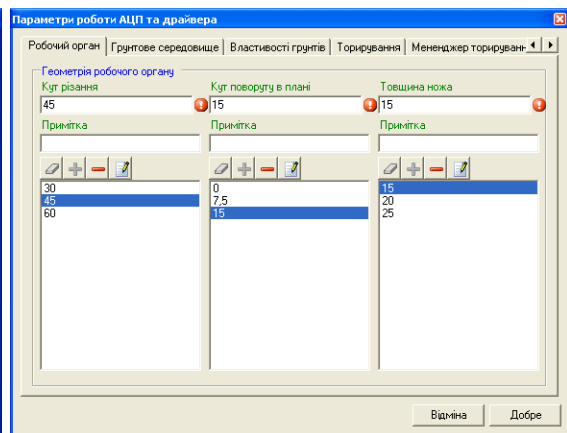 Параметри роботи АЦП та драйвера
Робочий орган Грунтове середовище Властивості грунтів Торирування Мененджер торируванн
Геометрія робочого органу
Кут різання Кут повороту в плані Товщина ножа
45 15 15
Примітка Примітка Примітка
30 0 15
45 7,5 20
60 15 25
Відміна Добре